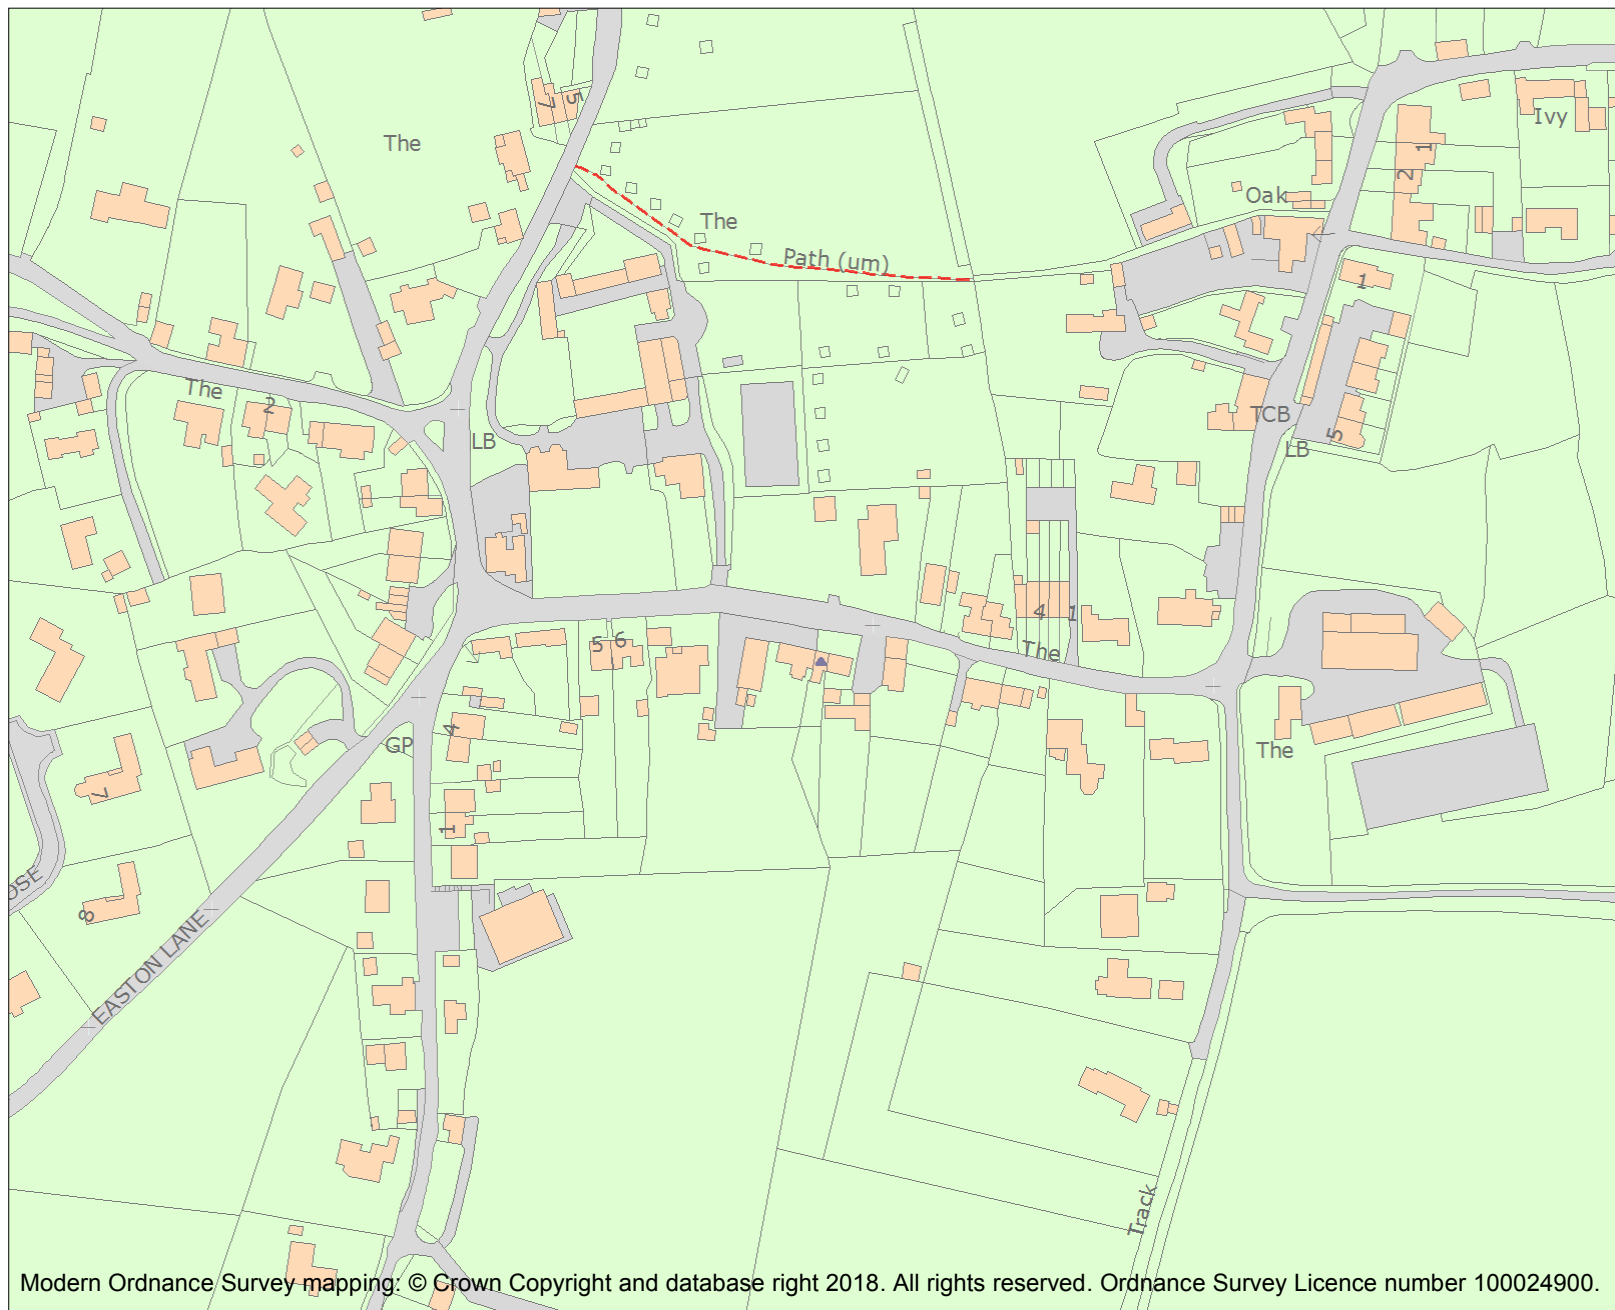 7
5
The
Ivy
1
2
Oak
The
Path (um)
1
The
2
TCB
LB
5
LB
4
1
5 6
The
4
GP
The
7
1
8
EASTON LANE
Track
Modern Ordnance Survey mapping: © Crown Copyright and database right 2018. All rights reserved. Ordnance Survey Licence number 100024900.